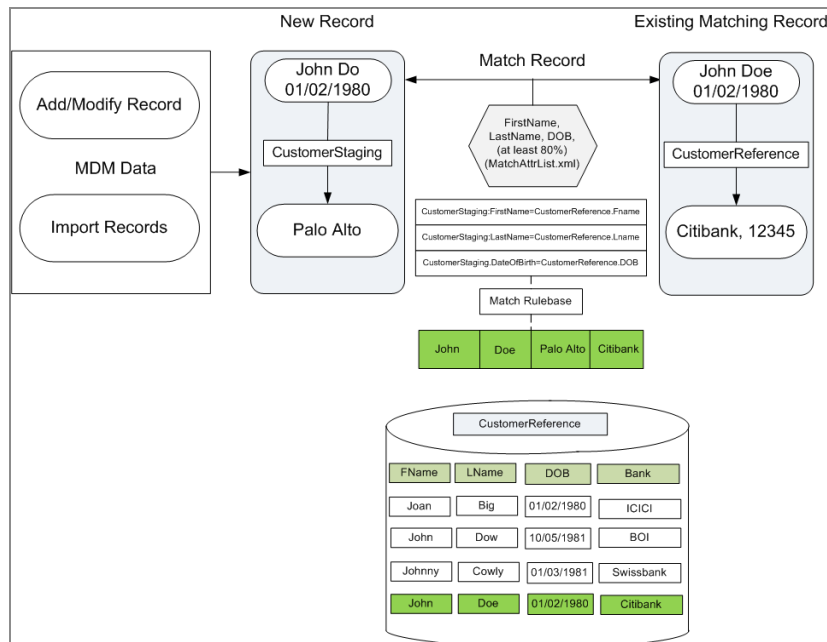 New Record
Existing Matching Record
Add/Modify Record
MDM Data
Import Records
John Do
01/02/1980
CustomerStaging
Palo Alto
Match Record
FirstName,
LastName, DOB,
(at least 80%)
(MatchAttrList.xml)
John Doe
01/02/1980
CustomerReference
Citibank, 12345
CustomerStaging:FirstName=CustomerReference.Fname
CustomerStaging:LastName=CustomerReference.Lname
CustomerStaging.DateOfBirth=CustomerReference.DOB
Match Rulebase
John Doe Palo Alto Citibank
CustomerReference
FName LName DOB Bank
Joan Big 01/02/1980 ICICI
John Dow 10/05/1981 BOI
Johnny Cowly 01/03/1981 Swissbank
John Doe 01/02/1980 Citibank